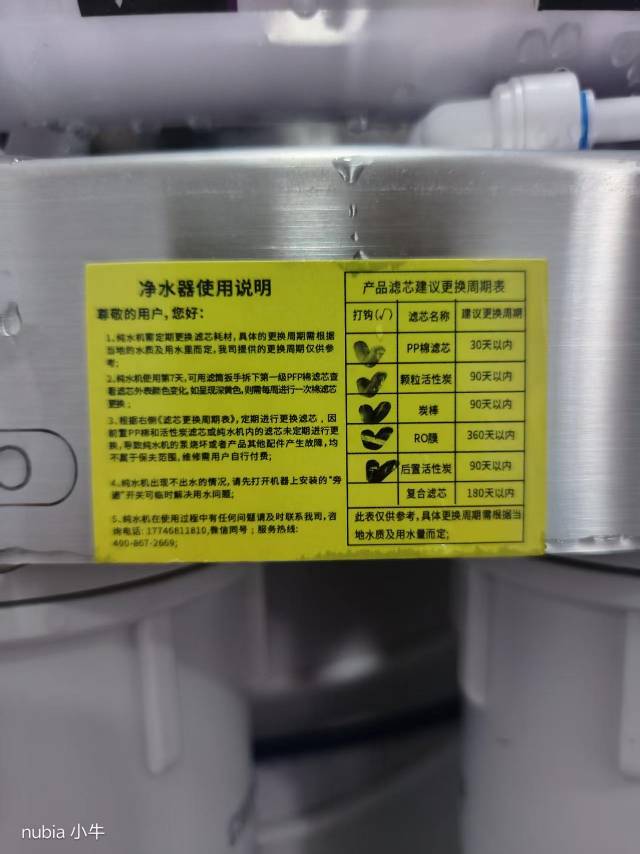 净水器使用说明
尊敬的用户，您好：
1.纯水机需定期更换滤芯耗材，具体的更换周期需根据
当地的水质及用水量而定，我司提供的更换周期仅供参
考；
2.纯水机使用第7天，可用滤筒扳手拆下第一级PFP棉滤芯查
看滤芯外表颜色变化，如呈现深黄色，则需每周进行一次棉滤芯
更换；
3.根据右侧《滤芯更换周期表》，定期进行更换滤芯，因
前置PP棉和活性炭滤芯或纯水机内的滤芯未定期进行更
换，导致纯水机的泵烧坏或者产品其他配件产生故障，均
不属于保夫范围，维修需用户自行付费；
4.纯水机出现不出水的情况，请先打开机器上安装的“旁
通”开关可临时解决用水问题；
5.纯水机在使用过程中有任何问题请及时联系我司，咨
询电话：17746811810，微信同号；服务热线：
400-867-2669；
产品滤芯建议更换周期表
打钩(√) 滤芯名称 建议更换周期
✓ PP棉滤芯 30天以内
✓ 颗粒活性炭 90天以内
✓ 炭棒 90天以内
✓ RO膜 360天以内
✓ 后置活性炭 90天以内
复合滤芯 180天以内
此表仅供参考，具体更换周期需根据当
地水质及用水量而定；
nubia 小牛